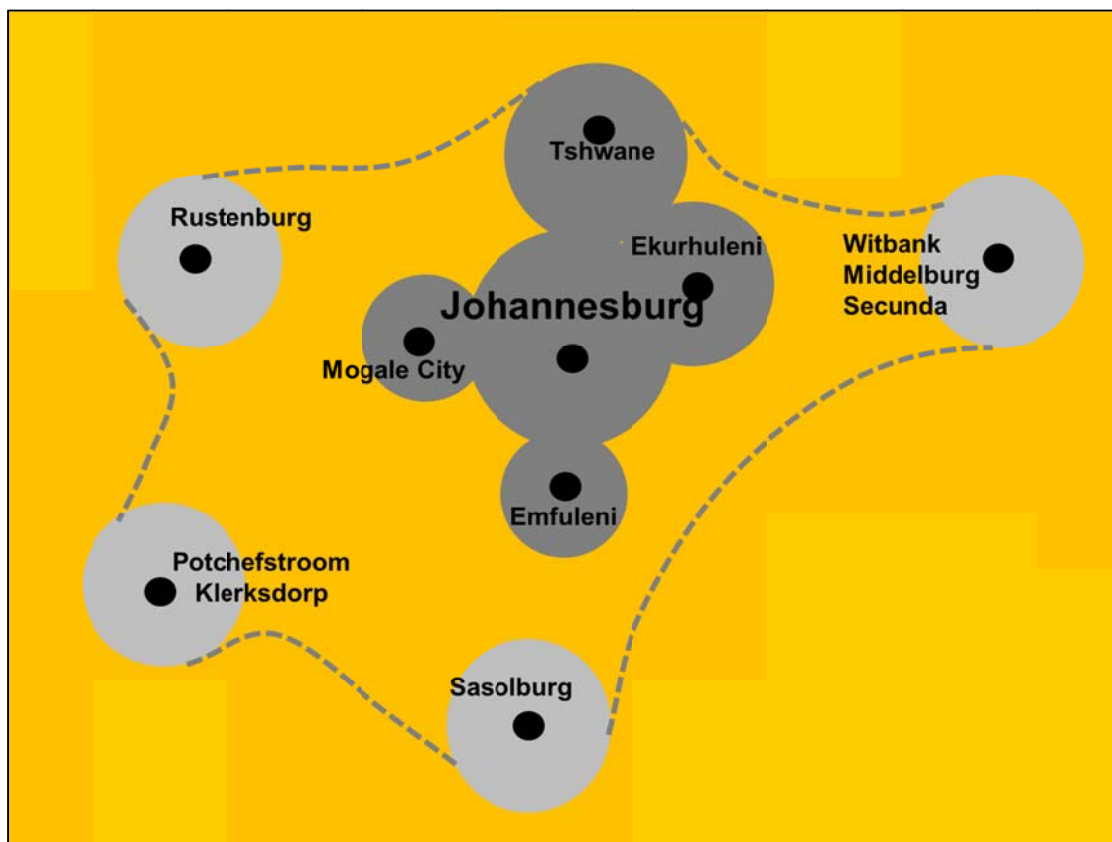 Tshwane
Rustenburg
Ekurhuleni
Witbank
Middelburg
Secunda
Johannesburg
Mogale City
Emfuleni
Potchefstroom
Klerksdorp
Sasolburg